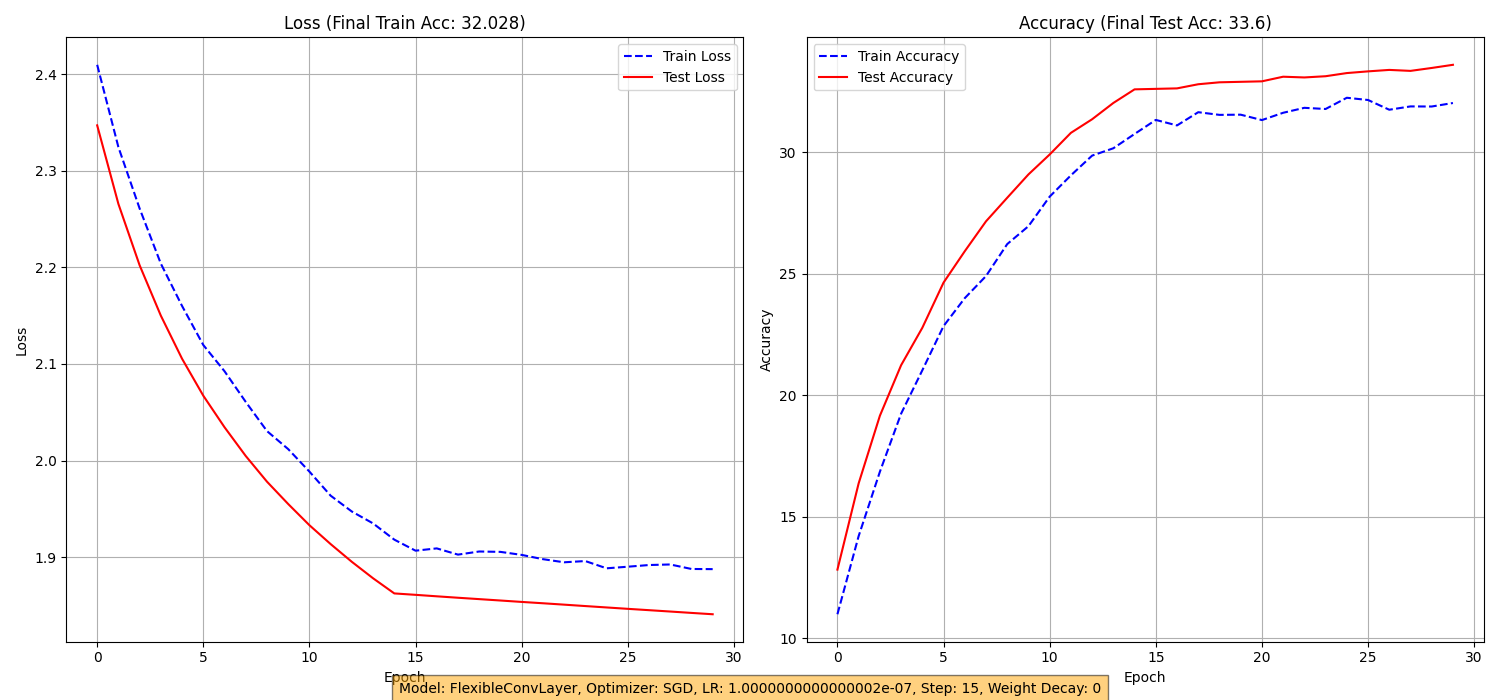 Loss (Final Train Acc: 32.028)
Train Loss
Test Loss
2.4
2.3
2.2
2.1
2.0
1.9
Loss
0 5 10 15 20 25 30
Epoch
Accuracy (Final Test Acc: 33.6)
Train Accuracy
Test Accuracy
30
25
20
15
10
Accuracy
0 5 10 15 20 25 30
Epoch
Model: FlexibleConvLayer, Optimizer: SGD, LR: 1.0000000000000002e-07, Step: 15, Weight Decay: 0